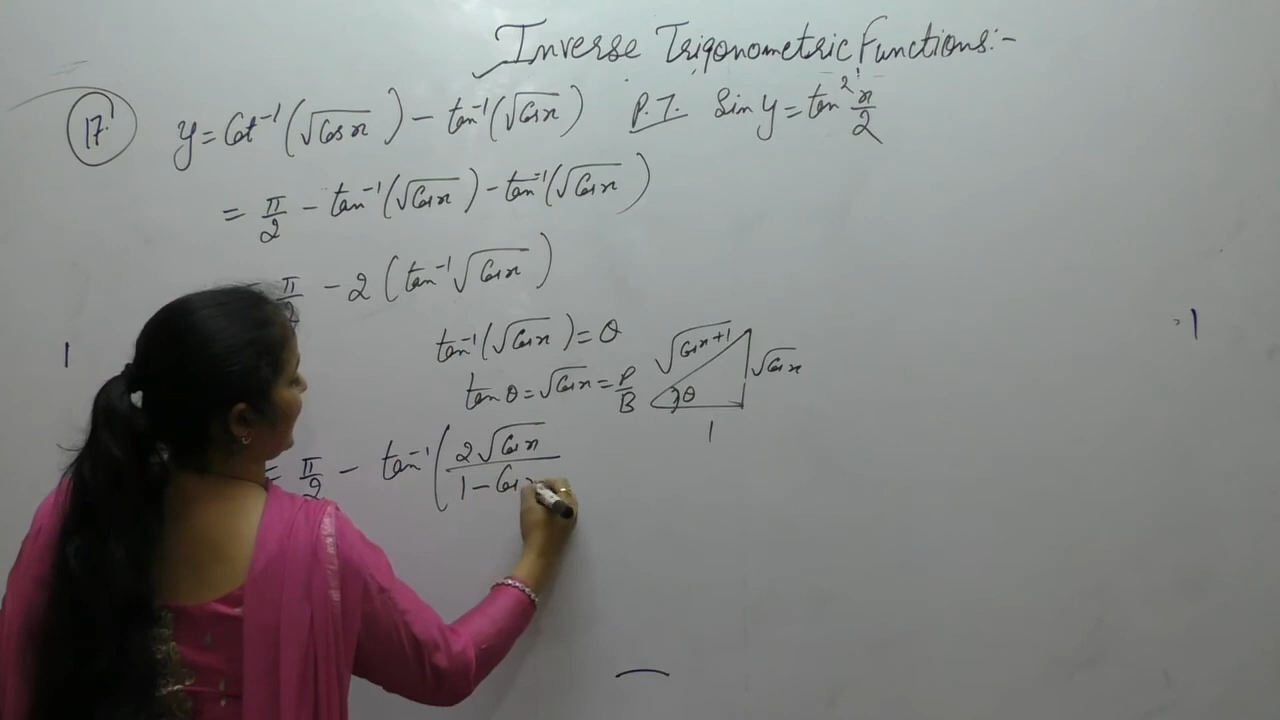 Inverse Trigonometric Functions:-
17. y = Cot⁻¹(√Cos x) - tan⁻¹(√Cos x) P.T. Sin y = tan² x/2
= π/2 - tan⁻¹(√Cos x) - tan⁻¹(√Cos x)
= π/2 - 2(tan⁻¹√Cos x)
tan⁻¹(√Cos x) = θ
tan θ = √Cos x = P/B
√Cos x+1
√Cos x
θ
1
= π/2 - tan⁻¹(2√Cos x / 1 - Cos